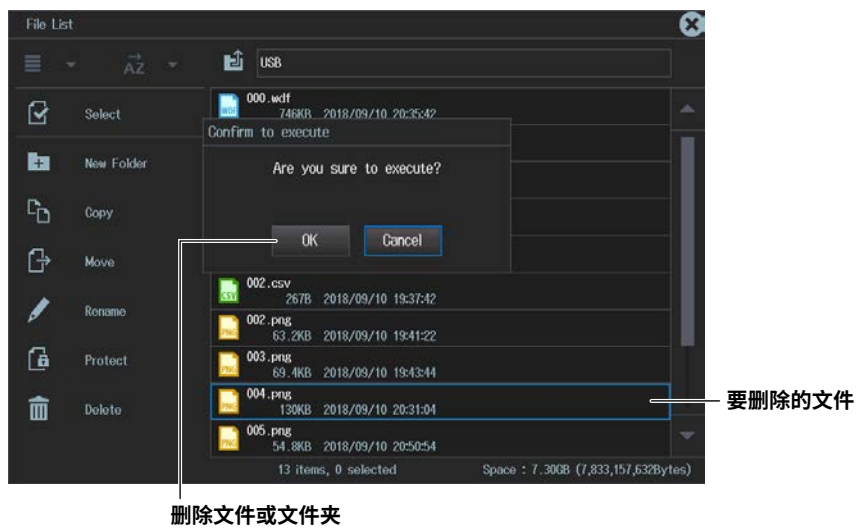 File List
AZ
USB
Select
000.wdf
746KB 2018/09/10 20:35:42
Confirm to execute
New Folder
Are you sure to execute?
Copy
OK
Cancel
Move
002.csv
267B 2018/09/10 19:37:42
Rename
002.png
63.2KB 2018/09/10 19:41:22
Protect
003.png
69.4KB 2018/09/10 19:43:44
Delete
004.png
130KB 2018/09/10 20:31:04
要删除的文件
005.png
54.8KB 2018/09/10 20:50:54
13 items, 0 selected
Space : 7.30GB (7,833,157,632Bytes)
删除文件或文件夹